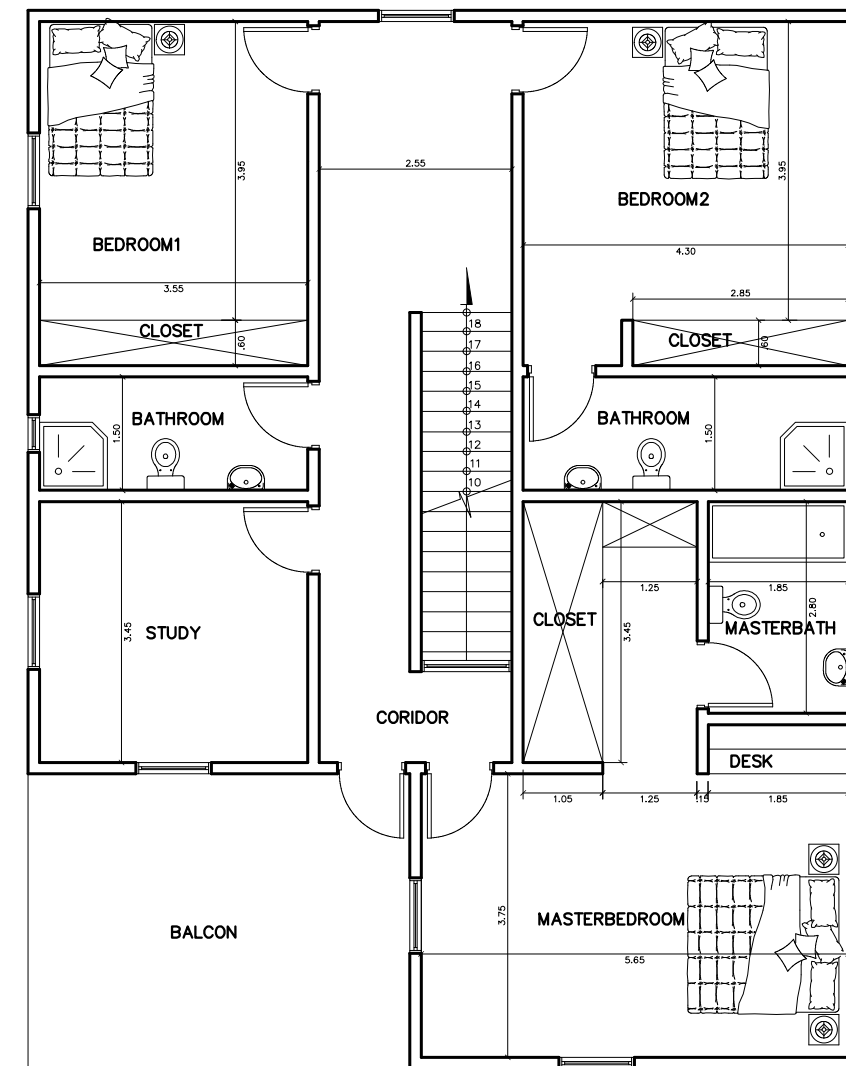 2.55
3.95
3.95
BEDROOM2
BEDROOM1
4.30
3.55
2.85
CLOSET
.60
CLOSET
.60
18
17
16
15
14
13
12
11
10
BATHROOM
1.50
BATHROOM
1.50
1.25
1.85
2.80
CLOSET
3.45
MASTERBATH
STUDY
3.45
CORIDOR
DESK
1.05
1.25
.15
1.85
BALCON
3.75
MASTERBEDROOM
5.65